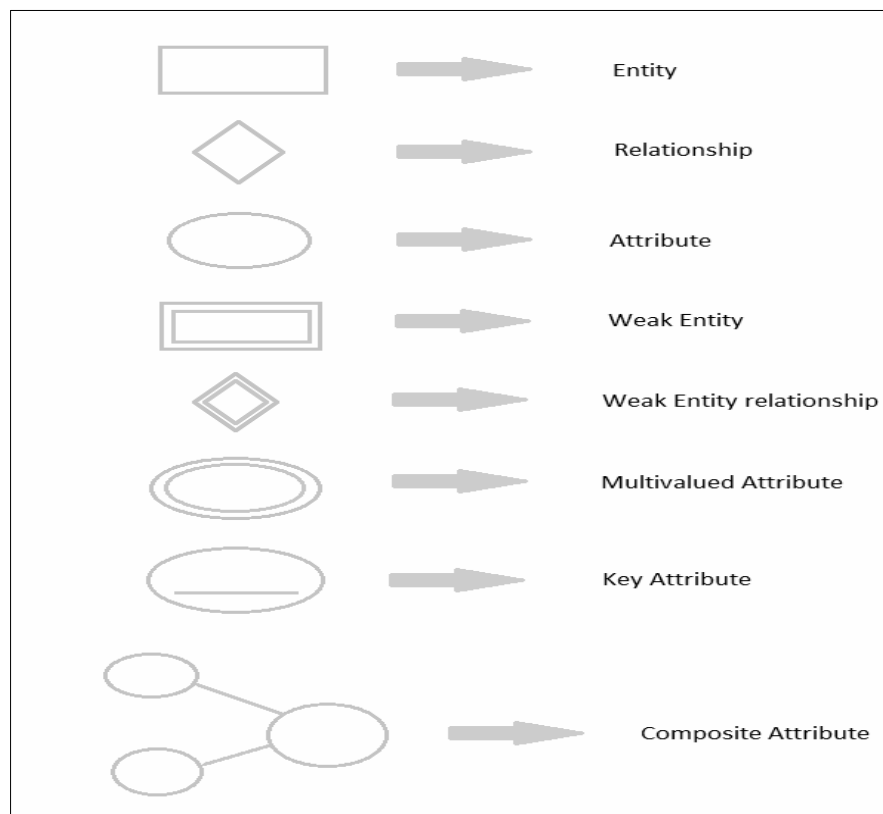 Entity
Relationship
Attribute
Weak Entity
Weak Entity relationship
Multivalued Attribute
Key Attribute
Composite Attribute